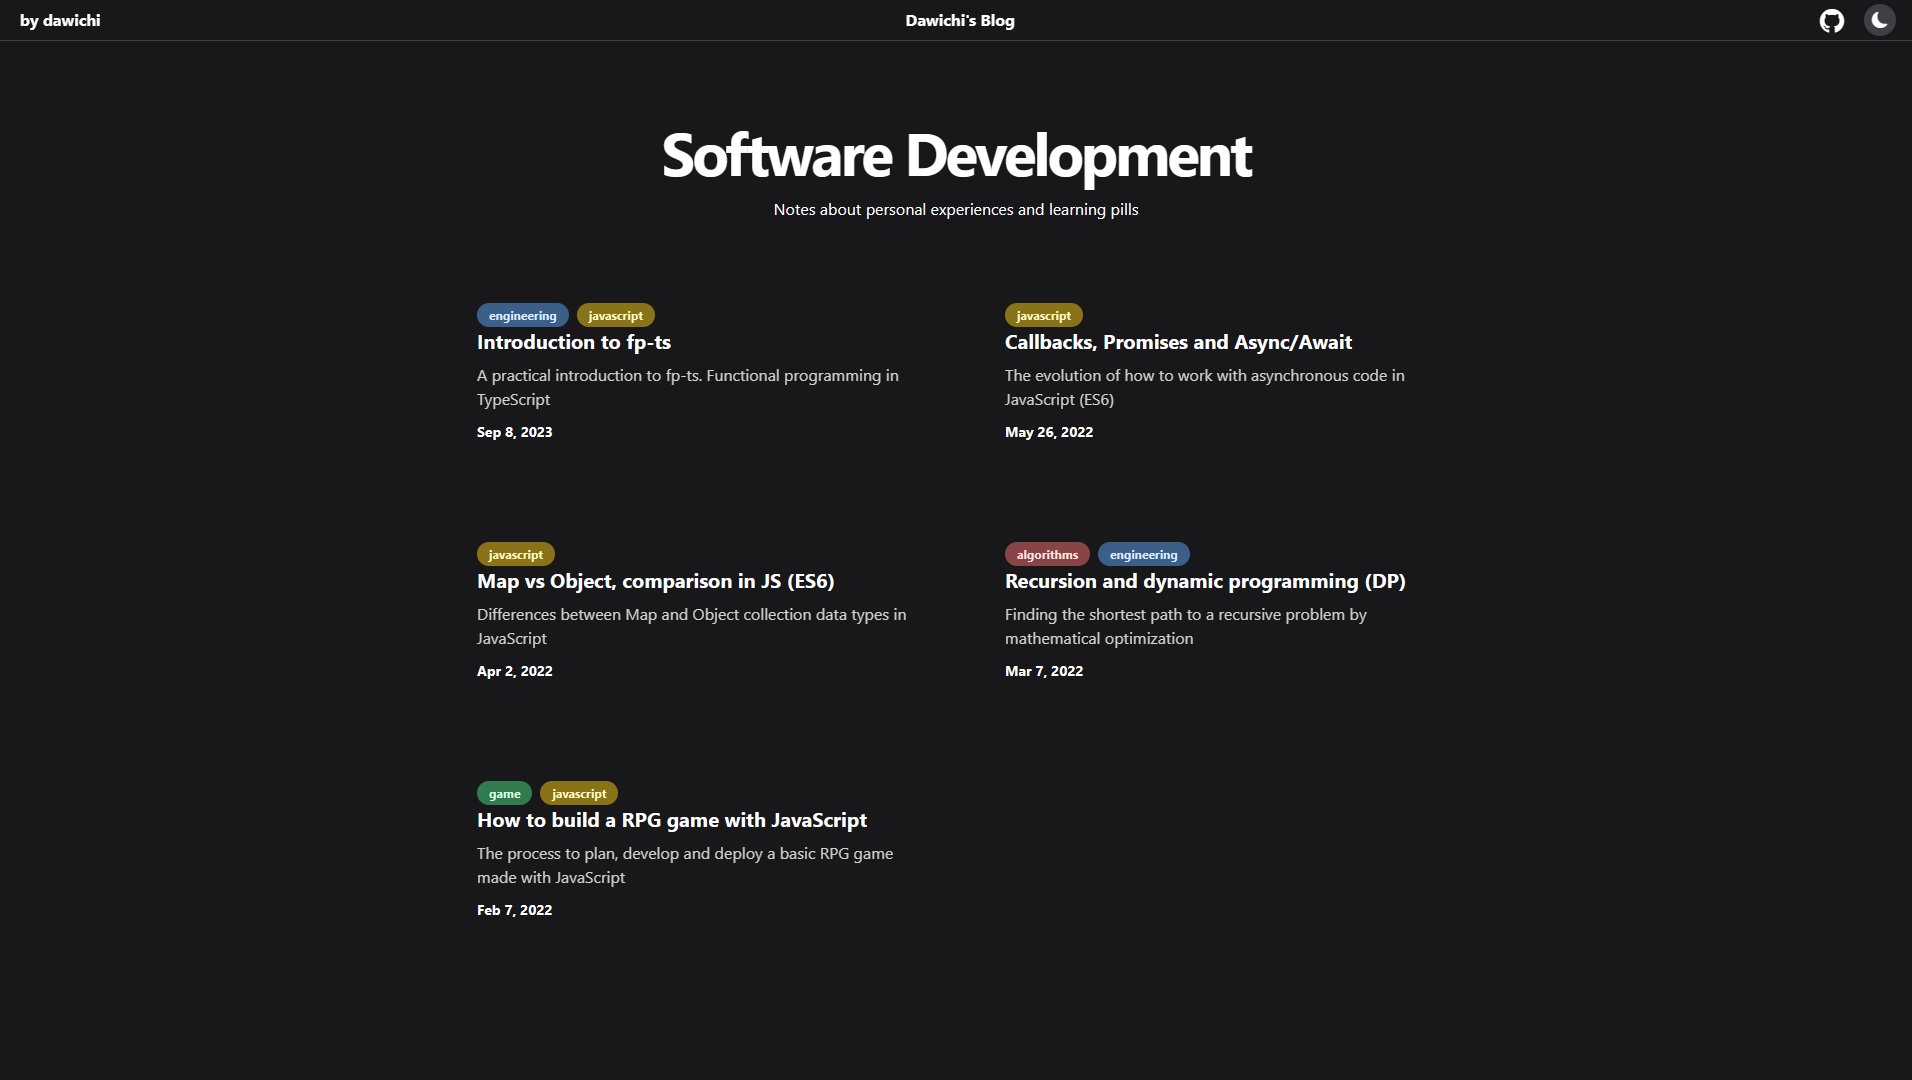 by dawichi
Dawichi's Blog
Software Development
Notes about personal experiences and learning pills
engineering
javascript
Introduction to fp-ts
A practical introduction to fp-ts. Functional programming in
TypeScript
Sep 8, 2023
javascript
Callbacks, Promises and Async/Await
The evolution of how to work with asynchronous code in
JavaScript (ES6)
May 26, 2022
javascript
Map vs Object, comparison in JS (ES6)
Differences between Map and Object collection data types in
JavaScript
Apr 2, 2022
algorithms
engineering
Recursion and dynamic programming (DP)
Finding the shortest path to a recursive problem by
mathematical optimization
Mar 7, 2022
game
javascript
How to build a RPG game with JavaScript
The process to plan, develop and deploy a basic RPG game
made with JavaScript
Feb 7, 2022